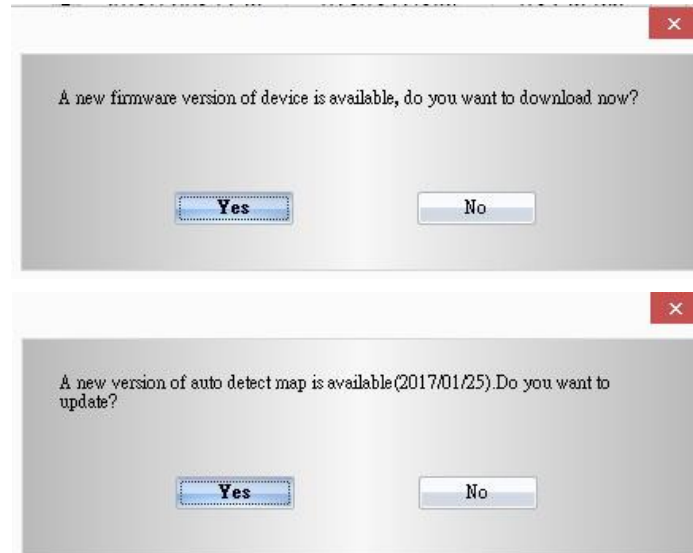 A new firmware version of device is available, do you want to download now?
Yes
No
A new version of auto detect map is available(2017/01/25).Do you want to
update?
Yes
No